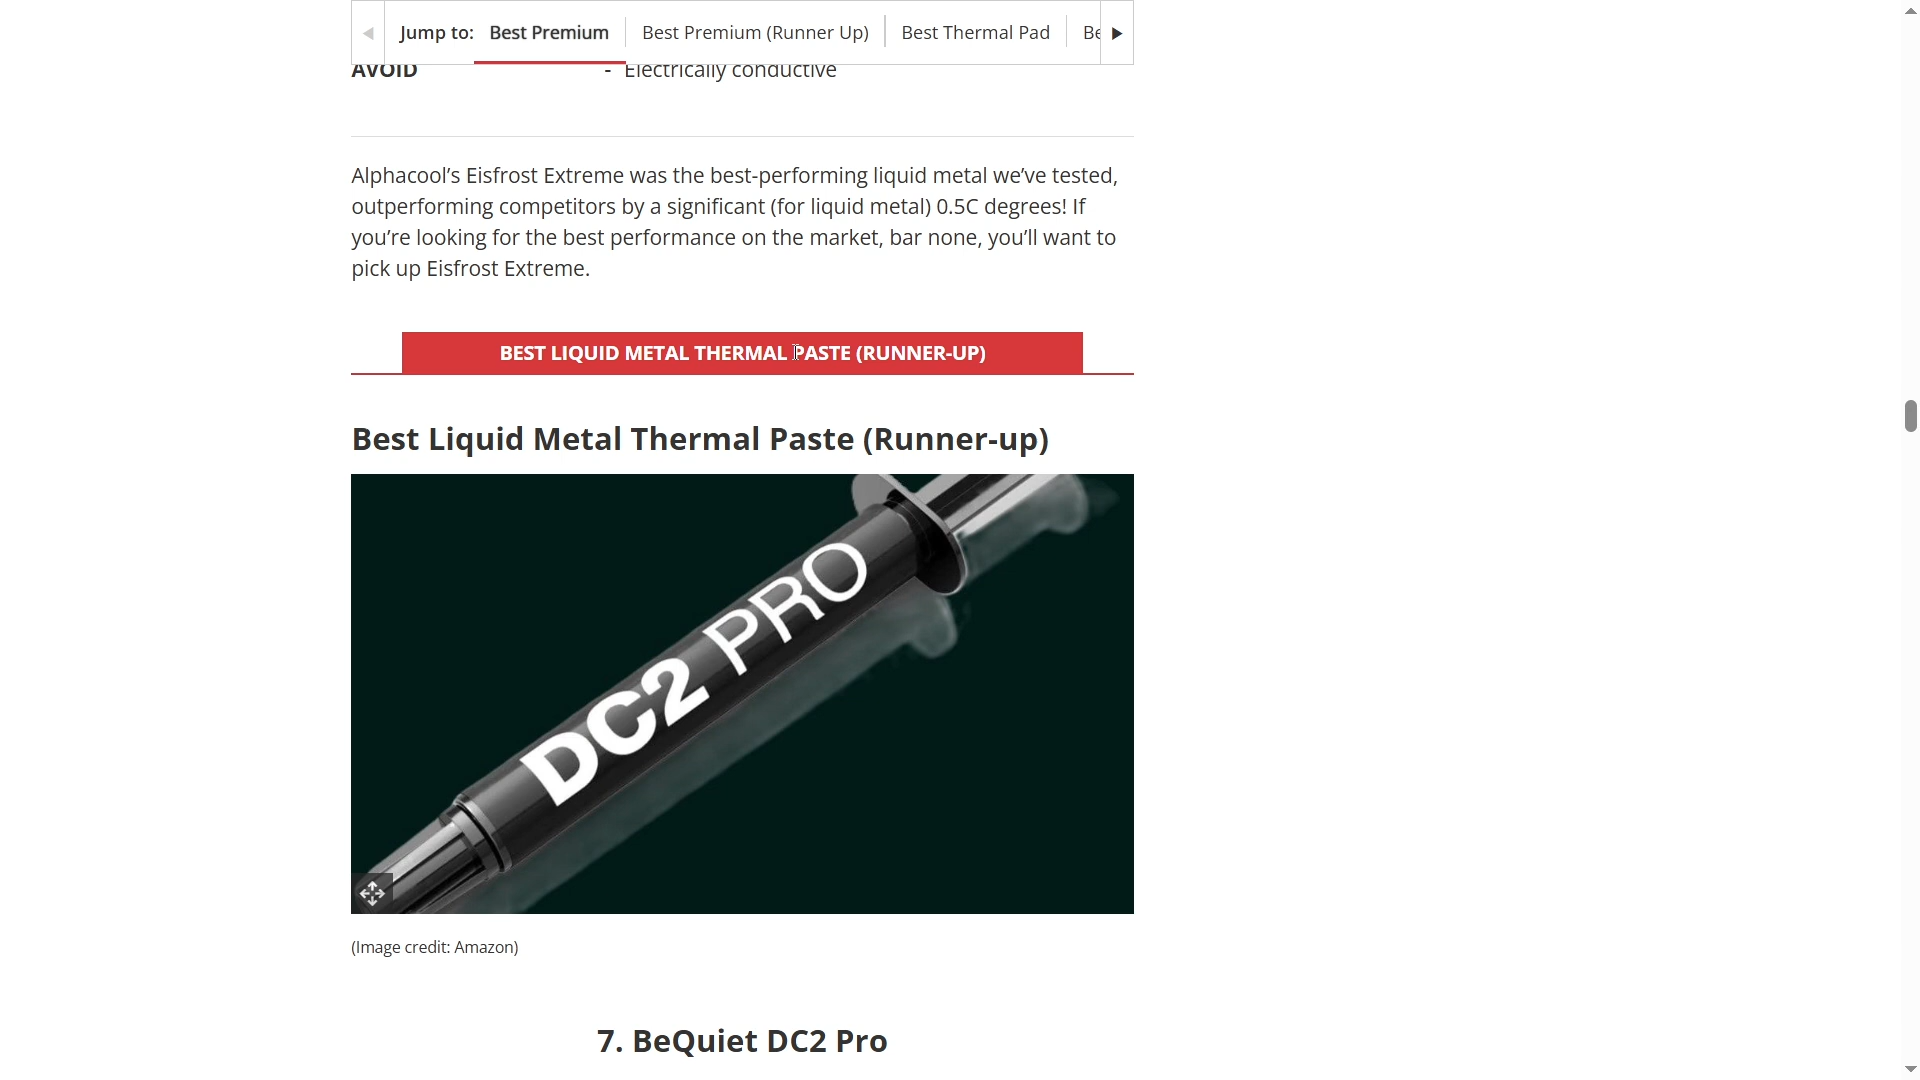 Jump to: Best Premium Best Premium (Runner Up) Best Thermal Pad Be
AVOID - Electrically conductive
Alphacool’s Eisfrost Extreme was the best-performing liquid metal we’ve tested,
outperforming competitors by a significant (for liquid metal) 0.5C degrees! If
you’re looking for the best performance on the market, bar none, you’ll want to
pick up Eisfrost Extreme.
BEST LIQUID METAL THERMAL PASTE (RUNNER-UP)
Best Liquid Metal Thermal Paste (Runner-up)
DC2 PRO
(Image credit: Amazon)
7. BeQuiet DC2 Pro